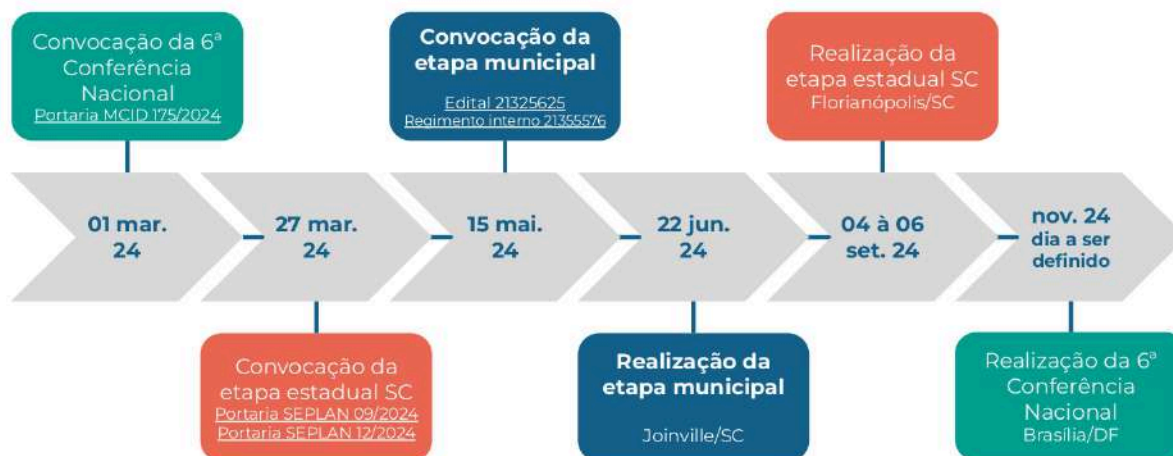 Convocação da 6ª
Conferência
Nacional
Portaria MCID 175/2024
Convocação da
etapa municipal
Edital 21325625
Regimento interno 21355576
Realização da
etapa estadual SC
Florianópolis/SC
01 mar.
24
27 mar.
24
15 mai.
24
22 jun.
24
04 à 06
set. 24
nov. 24
dia a ser
definido
Convocação da
etapa estadual SC
Portaria SEPLAN 09/2024
Portaria SEPLAN 12/2024
Realização da
etapa municipal
Joinville/SC
Realização da 6ª
Conferência
Nacional
Brasília/DF